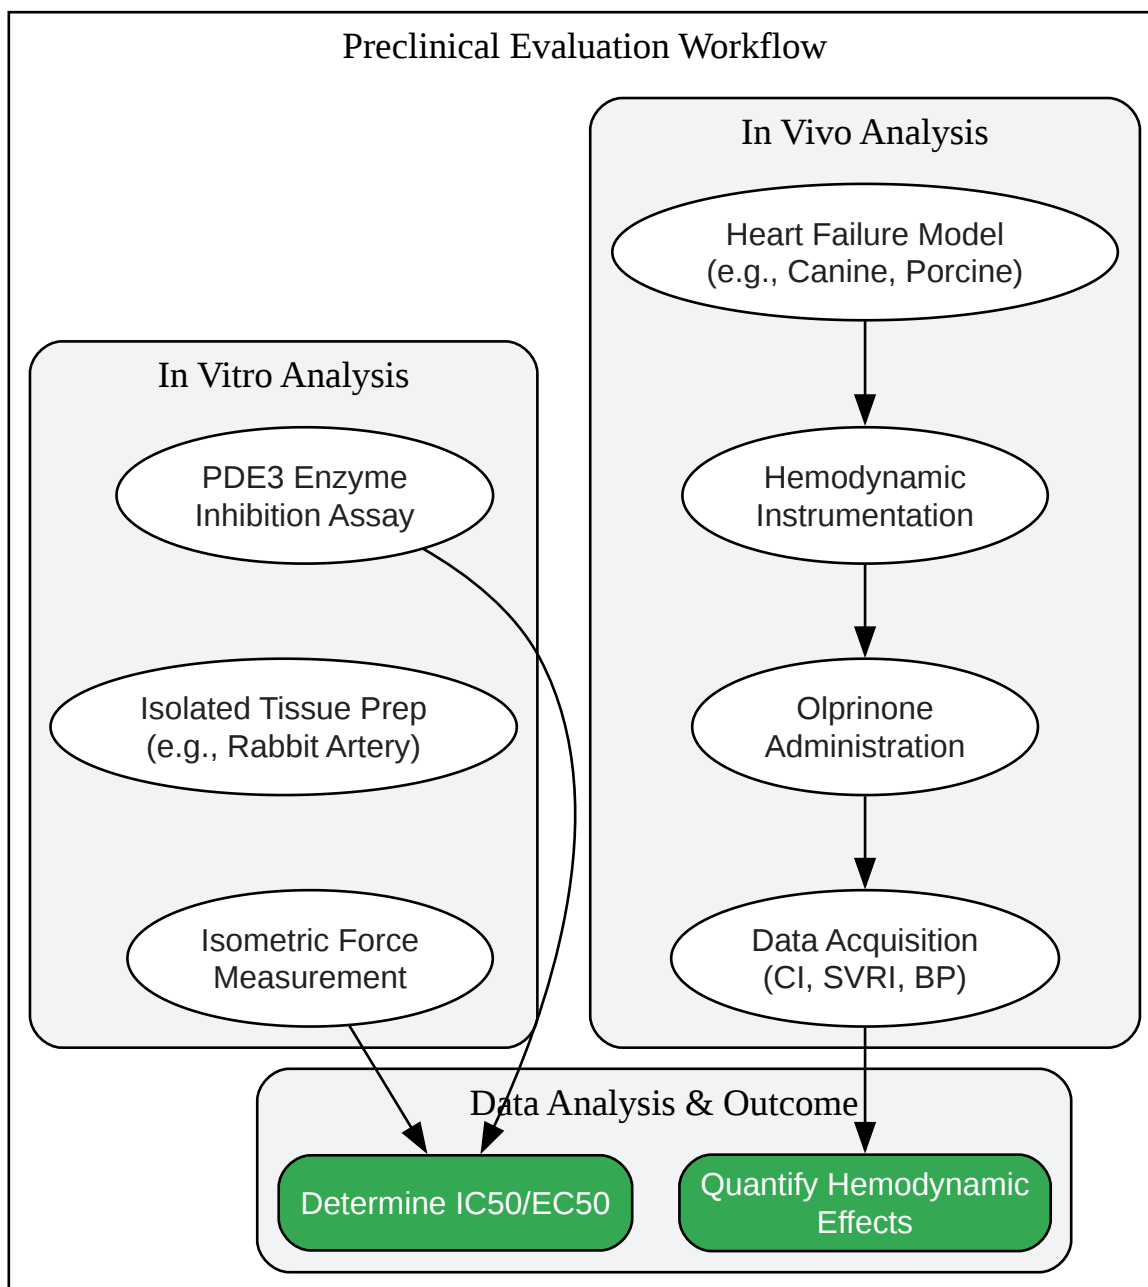 Preclinical Evaluation Workflow
In Vivo Analysis
Heart Failure Model
(e.g., Canine, Porcine)
Hemodynamic
Instrumentation
Olprinone
Administration
Data Acquisition
(CI, SVRI, BP)
In Vitro Analysis
PDE3 Enzyme
Inhibition Assay
Isolated Tissue Prep
(e.g., Rabbit Artery)
Isometric Force
Measurement
Data Analysis & Outcome
Determine IC50/EC50
Quantify Hemodynamic
Effects